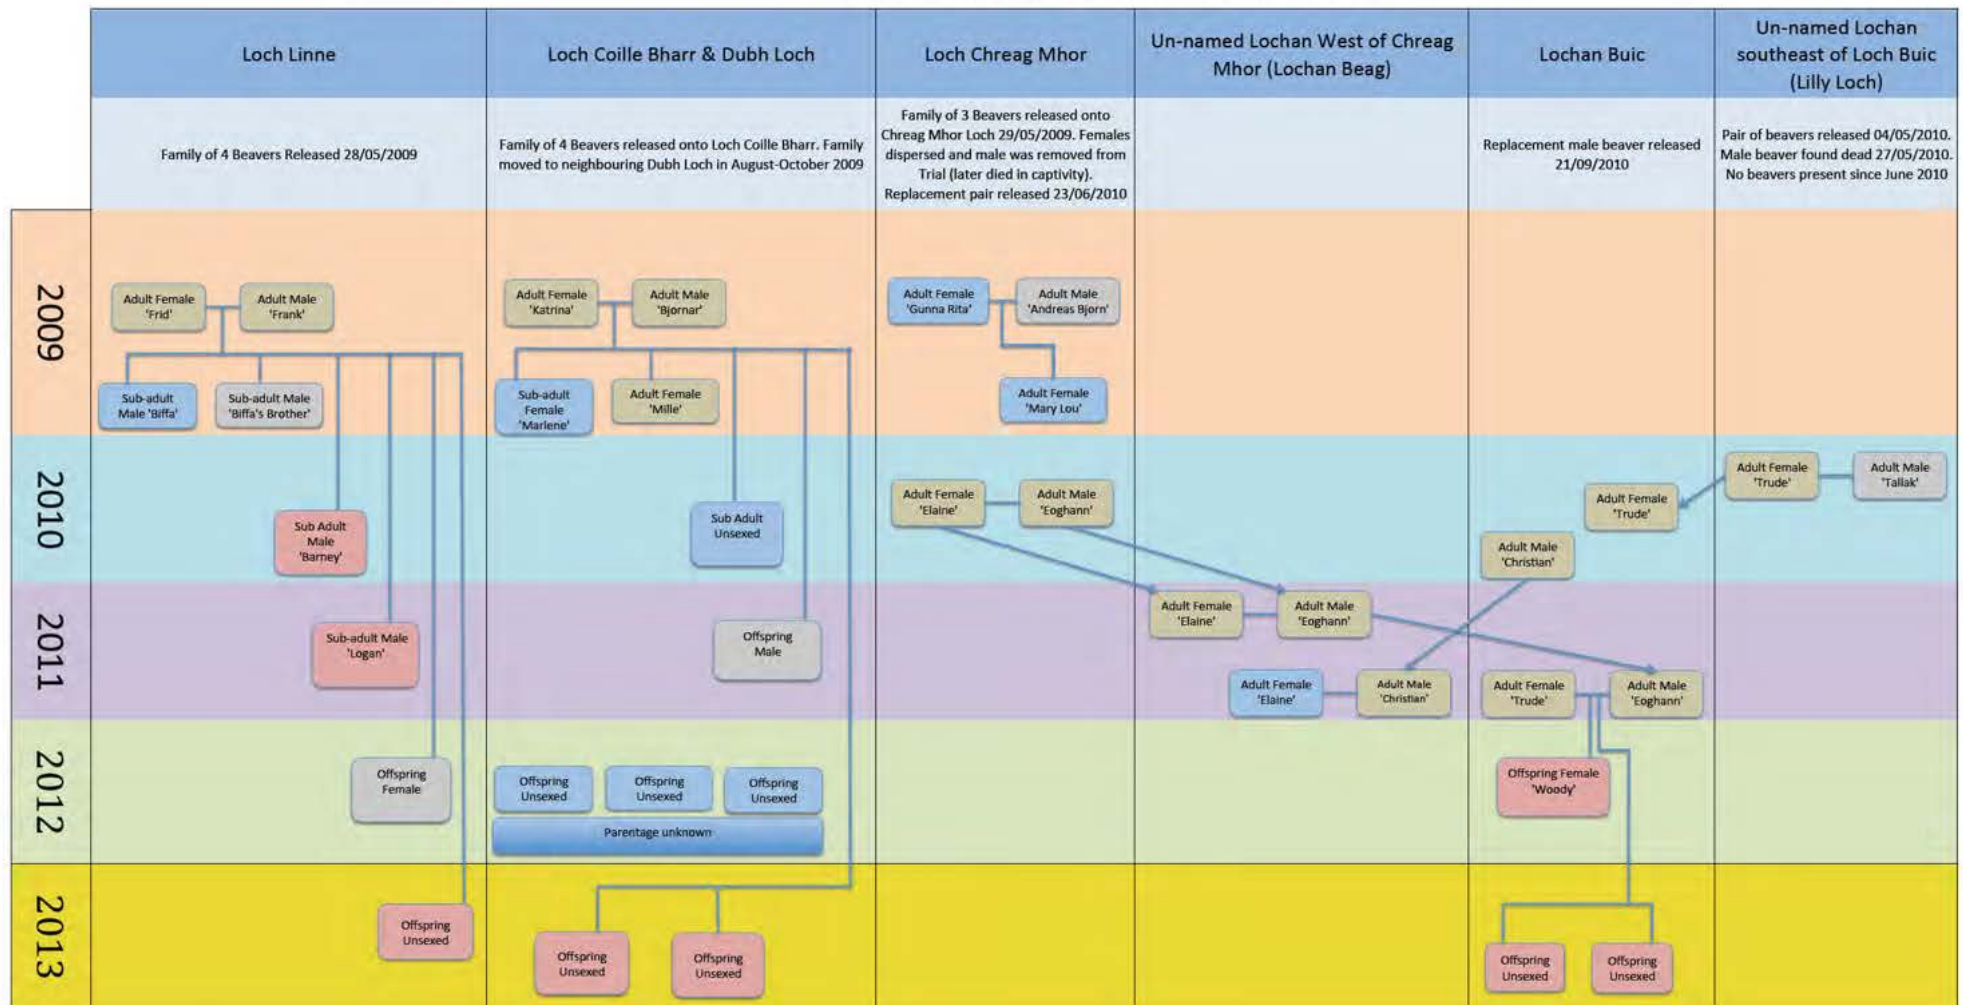 Loch Linne
Loch Coille Bharr & Dubh Loch
Loch Chreag Mhor
Un-named Lochan West of Chreag
Mhor (Lochan Beag)
Lochan Buic
Un-named Lochan
southeast of Loch Buic
(Lilly Loch)
Family of 4 Beavers Released 28/05/2009
Family of 4 Beavers released onto Loch Coille Bharr. Family
moved to neighbouring Dubh Loch in August-October 2009
Family of 3 Beavers released onto
Chreag Mhor Loch 29/05/2009. Females
dispersed and male was removed from
Trial (later died in captivity).
Replacement pair released 23/06/2010
Replacement male beaver released
21/09/2010
Pair of beavers released 04/05/2010.
Male beaver found dead 27/05/2010.
No beavers present since June 2010
2009
Adult Female
'Frid'
Adult Male
'Frank'
Sub-adult
Male 'Biffa'
Sub-adult Male
'Biffa's Brother'
Adult Female
'Katrina'
Adult Male
'Bjornar'
Sub-adult
Female
'Marlene'
Adult Female
'Mille'
Adult Female
'Gunna Rita'
Adult Male
'Andreas Bjorn'
Adult Female
'Mary Lou'
2010
Sub Adult
Male
'Barney'
Sub Adult
Unsexed
Adult Female
'Elaine'
Adult Male
'Eoghann'
Adult Male
'Christian'
Adult Female
'Trude'
Adult Female
'Trude'
Adult Male
'Tallak'
2011
Sub-adult Male
'Logan'
Offspring
Male
Adult Female
'Elaine'
Adult Male
'Eoghann'
Adult Female
'Elaine'
Adult Male
'Christian'
Adult Female
'Trude'
Adult Male
'Eoghann'
2012
Offspring
Female
Offspring
Unsexed
Offspring
Unsexed
Offspring
Unsexed
Parentage unknown
Offspring Female
'Woody'
2013
Offspring
Unsexed
Offspring
Unsexed
Offspring
Unsexed
Offspring
Unsexed
Offspring
Unsexed